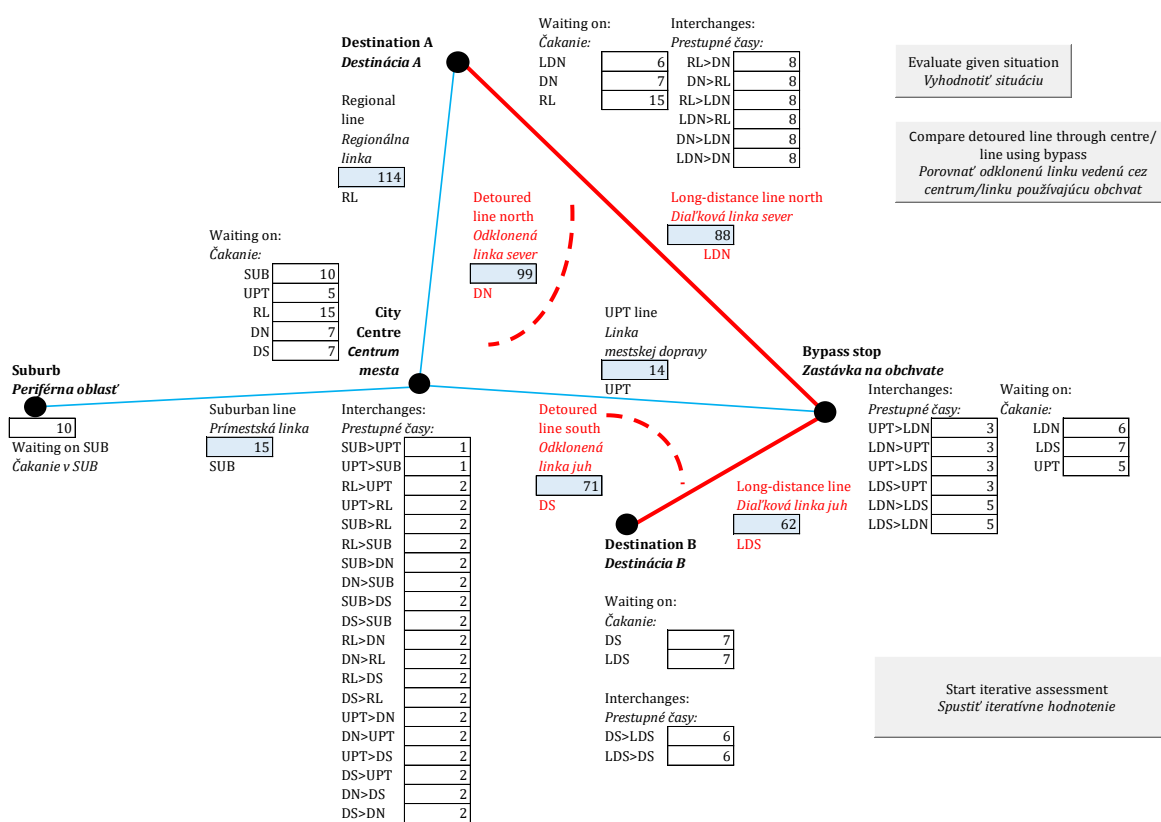 Waiting on:
Čakanie:
LDN 6
DN 7
RL 15
Interchanges:
Prestupné časy:
RL>DN 8
DN>RL 8
RL>LDN 8
LDN>RL 8
DN>LDN 8
LDN>DN 8
Destination A
Destinácia A
Evaluate given situation
Vyhodnotiť situáciu
Compare detoured line through centre/
line using bypass
Porovnať odklonenú linku vedenú cez
centrum/linku používajúcu obchvat
Regional
line
Regionálna
linka
114
RL
Detoured
line north
Odklonená
linka sever
99
DN
Long-distance line north
Diaľková linka sever
88
LDN
Waiting on:
Čakanie:
SUB 10
UPT 5
RL 15
DN 7
DS 7
City
Centre
Centrum
mesta
UPT line
Linka
mestskej dopravy
14
UPT
Bypass stop
Zastávka na obchvate
Suburb
Periférna oblasť
10
Waiting on SUB
Čakanie v SUB
Suburban line
Prímestská linka
15
SUB
Interchanges:
Prestupné časy:
SUB>UPT 1
UPT>SUB 1
RL>UPT 2
UPT>RL 2
SUB>RL 2
RL>SUB 2
SUB>DN 2
DN>SUB 2
SUB>DS 2
DS>SUB 2
RL>DN 2
DN>RL 2
RL>DS 2
DS>RL 2
UPT>DN 2
DN>UPT 2
UPT>DS 2
DS>UPT 2
DN>DS 2
DS>DN 2
Detoured
line south
Odklonená
linka juh
71
DS
Long-distance line
Diaľková linka juh
62
LDS
Interchanges:
Prestupné časy:
UPT>LDN 3
LDN>UPT 3
UPT>LDS 3
LDS>UPT 3
LDN>LDS 5
LDS>LDN 5
Waiting on:
Čakanie:
LDN 6
LDS 7
UPT 5
Destination B
Destinácia B
Waiting on:
Čakanie:
DS 7
LDS 7
Interchanges:
Prestupné časy:
DS>LDS 6
LDS>DS 6
Start iterative assessment
Spustiť iteratívne hodnotenie